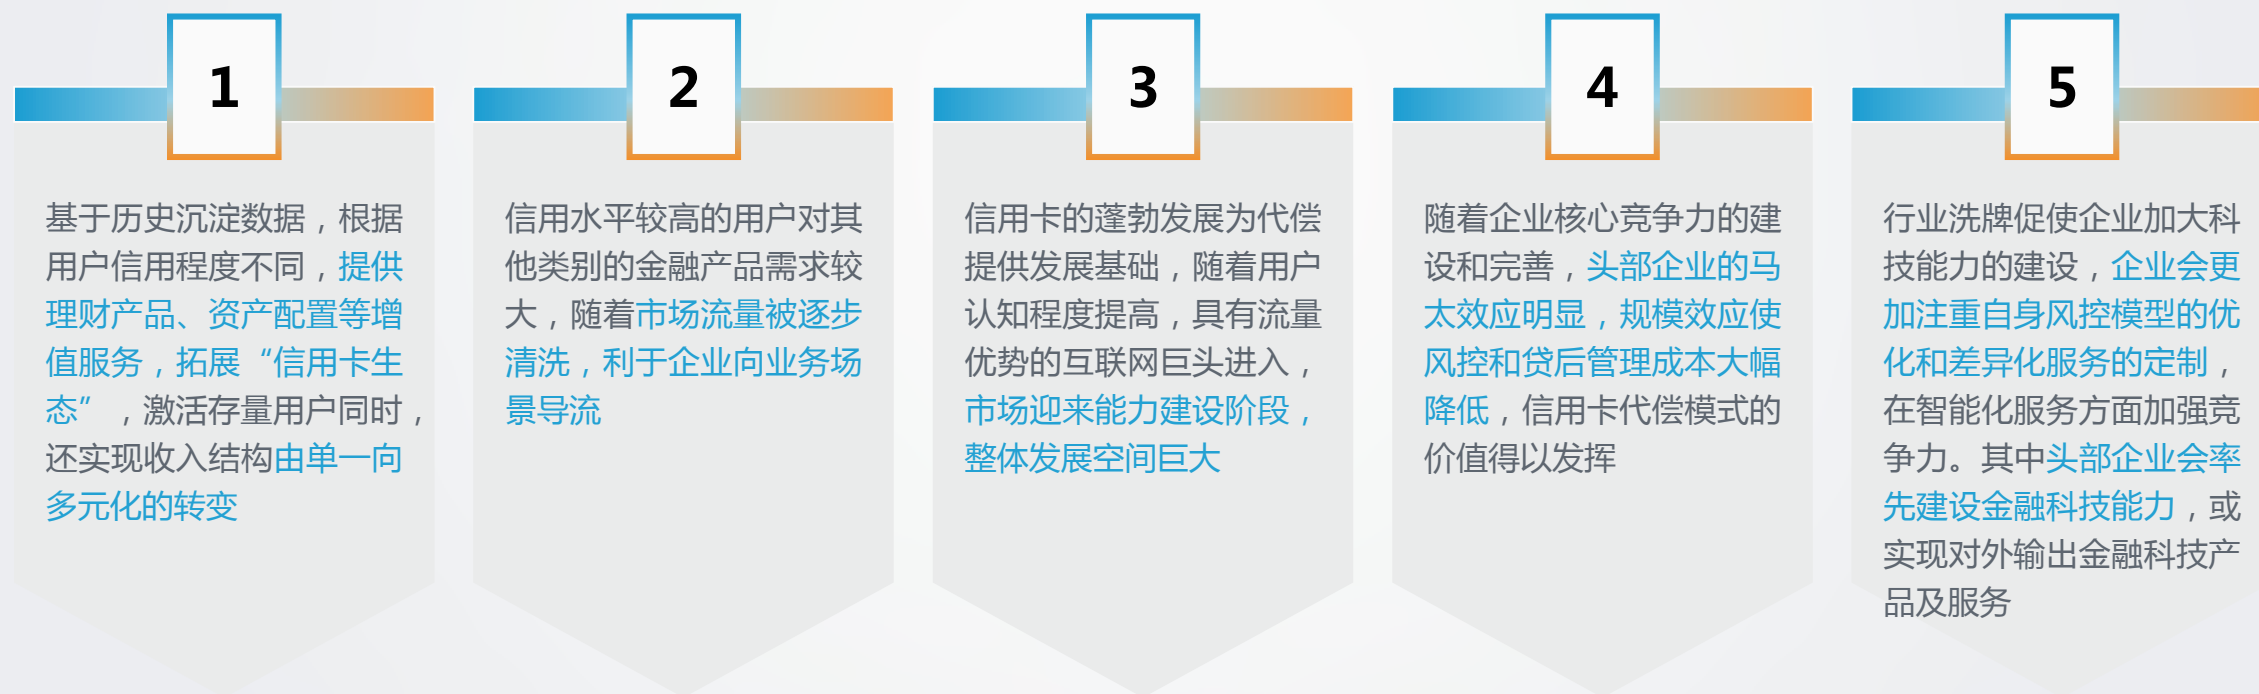 1
基于历史沉淀数据，根据
用户信用程度不同，提供
理财产品、资产配置等增
值服务，拓展“信用卡生
态”，激活存量用户同时，
还实现收入结构由单一向
多元化的转变
2
信用水平较高的用户对其
他类别的金融产品需求较
大，随着市场流量被逐步
清洗，利于企业向业务场
景导流
3
信用卡的蓬勃发展为代偿
提供发展基础，随着用户
认知程度提高，具有流量
优势的互联网巨头进入，
市场迎来能力建设阶段，
整体发展空间巨大
4
随着企业核心竞争力的建
设和完善，头部企业的马
太效应明显，规模效应使
风控和贷后管理成本大幅
降低，信用卡代偿模式的
价值得以发挥
5
行业洗牌促使企业加大科
技能力的建设，企业会更
加注重自身风控模型的优
化和差异化服务的定制，
在智能化服务方面加强竞
争力。其中头部企业会率
先建设金融科技能力，或
实现对外输出金融科技产
品及服务